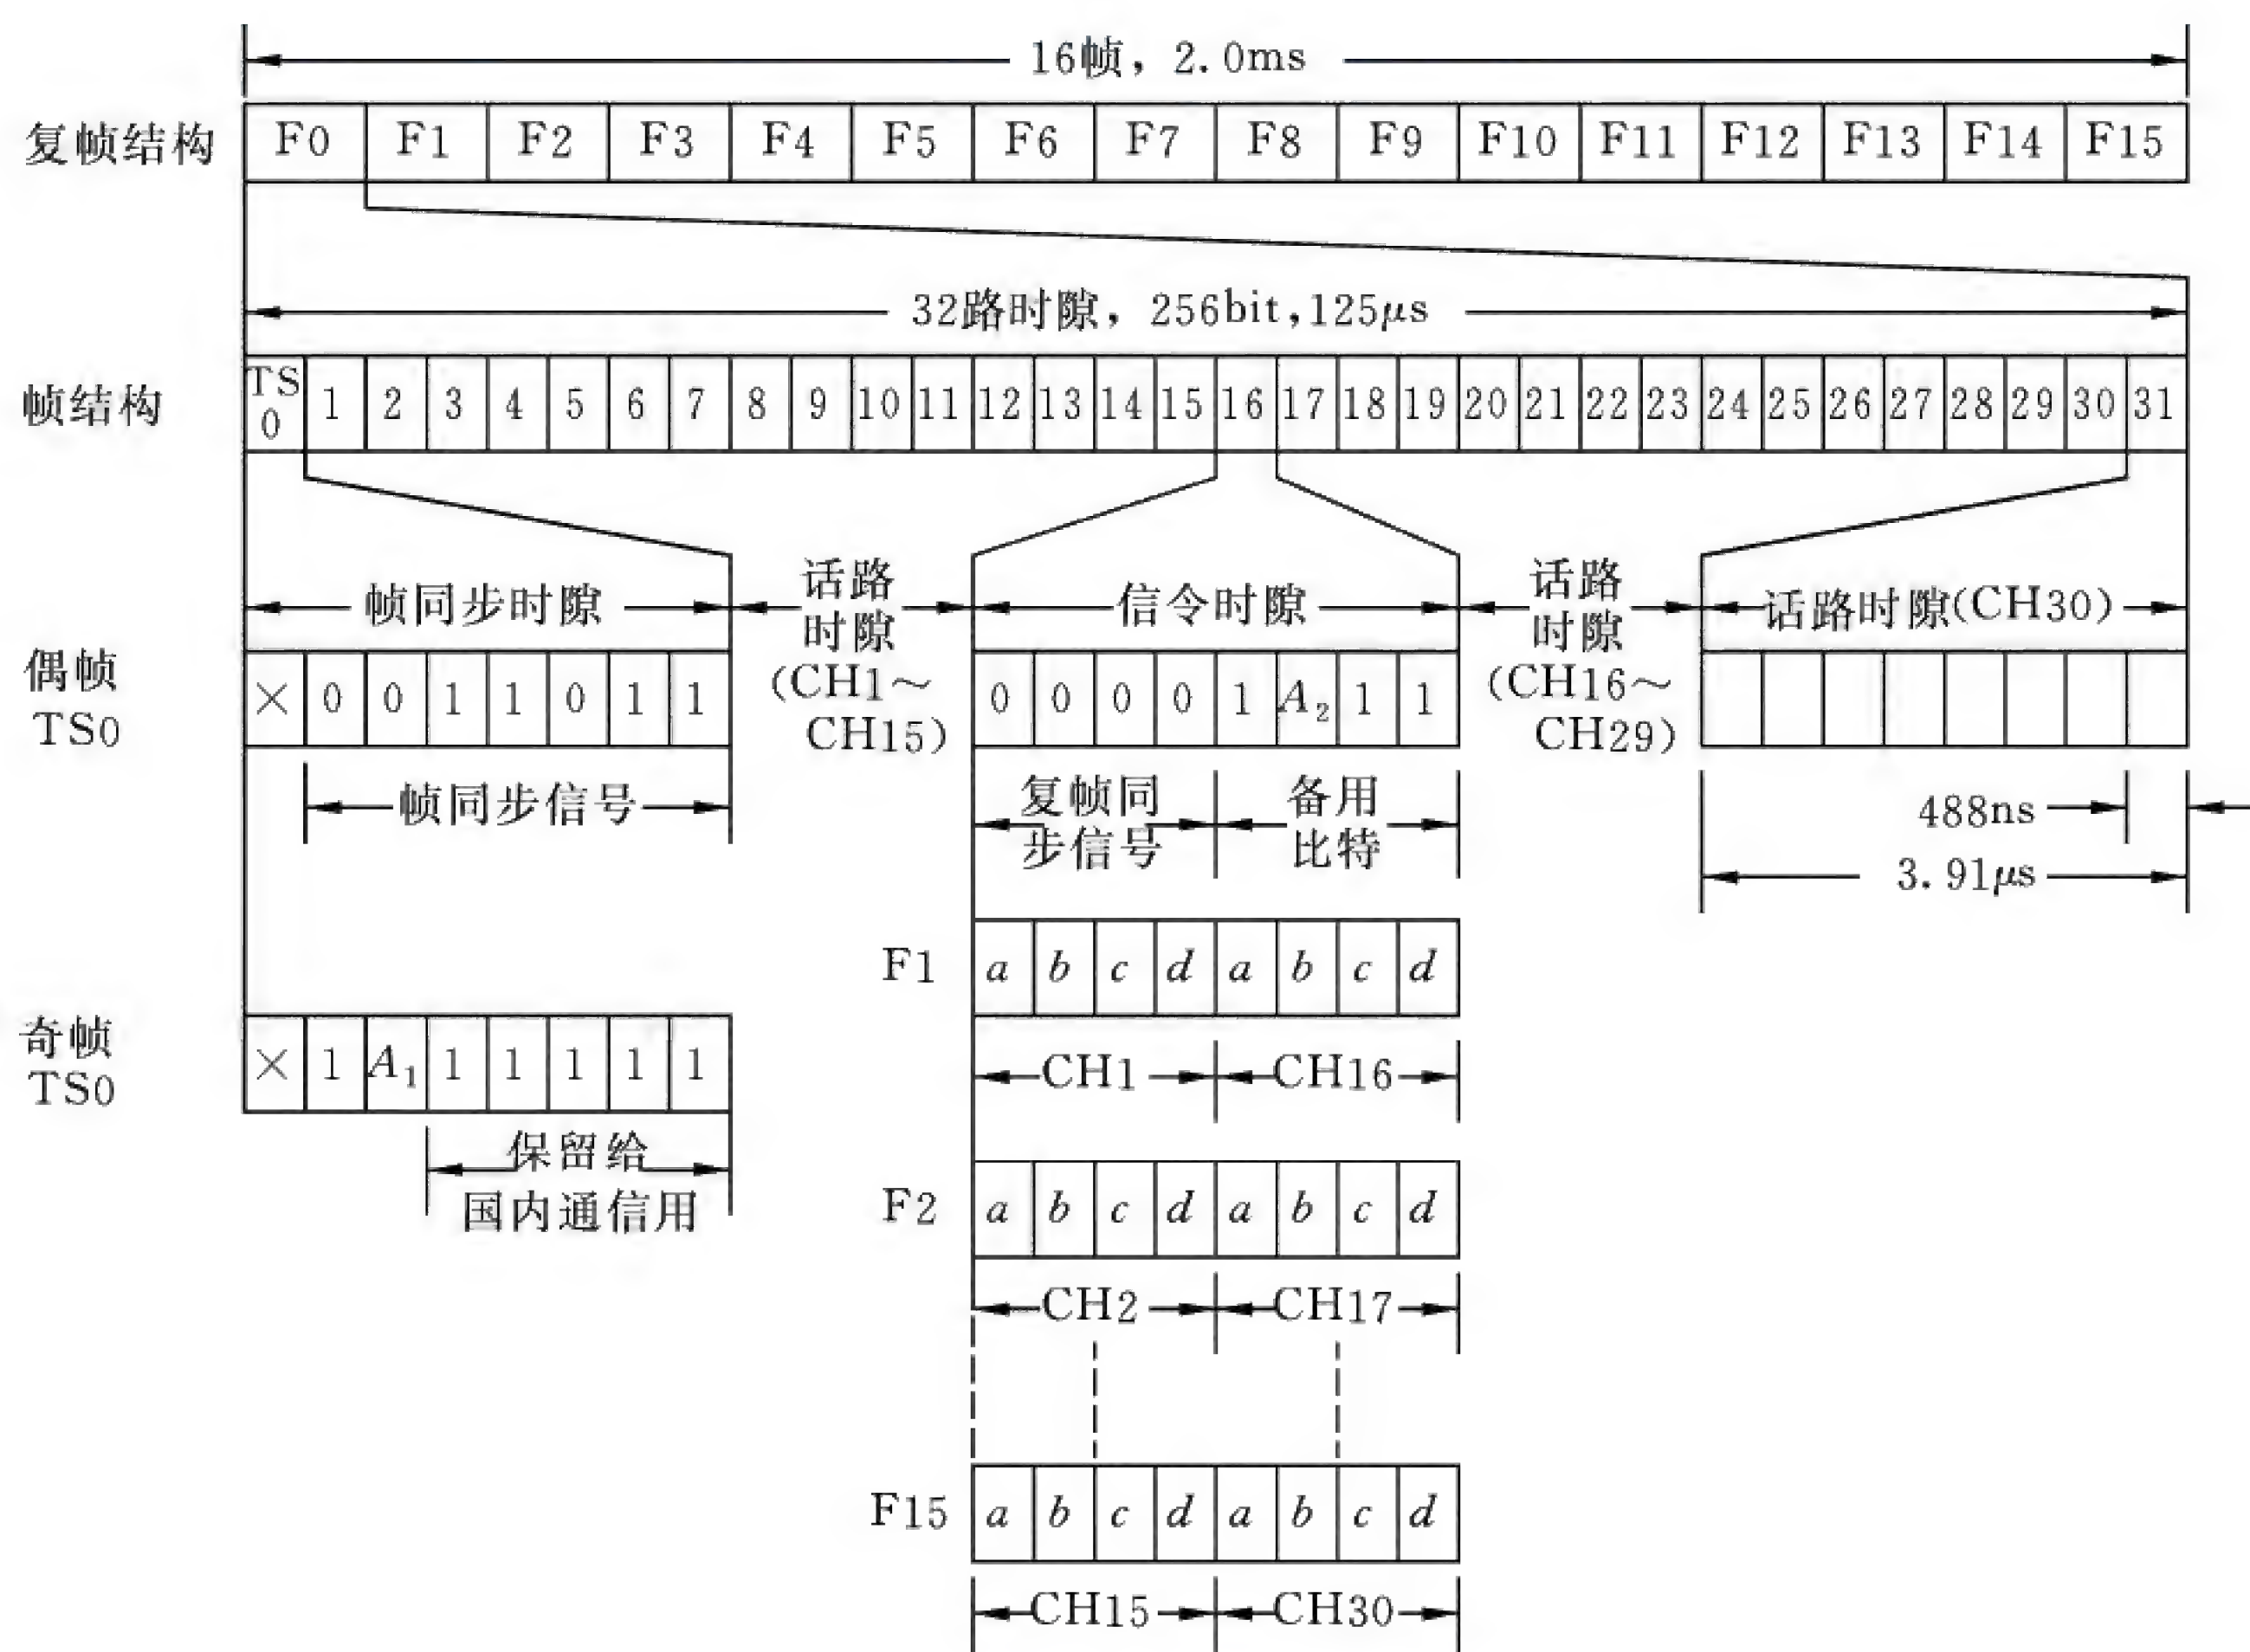 16帧，2.0ms
复帧结构 F0 F1 F2 F3 F4 F5 F6 F7 F8 F9 F10 F11 F12 F13 F14 F15
32路时隙，256bit,125μs
帧结构 TS 0 1 2 3 4 5 6 7 8 9 10 11 12 13 14 15 16 17 18 19 20 21 22 23 24 25 26 27 28 29 30 31
帧同步时隙
话路
时隙
(CH1～
CH15)
信令时隙
话路
时隙
(CH16～
CH29)
话路时隙(CH30)
偶帧
TS0
× 0 0 1 1 0 1 1
0 0 0 0 1 A₂ 1 1
帧同步信号
复帧同
步信号
备用
比特
488ns
3.91μs
F1 a b c d a b c d
CH1 CH16
奇帧
TS0
× 1 A₁ 1 1 1 1 1
保留给
国内通信用
F2 a b c d a b c d
CH2 CH17
F15 a b c d a b c d
CH15 CH30